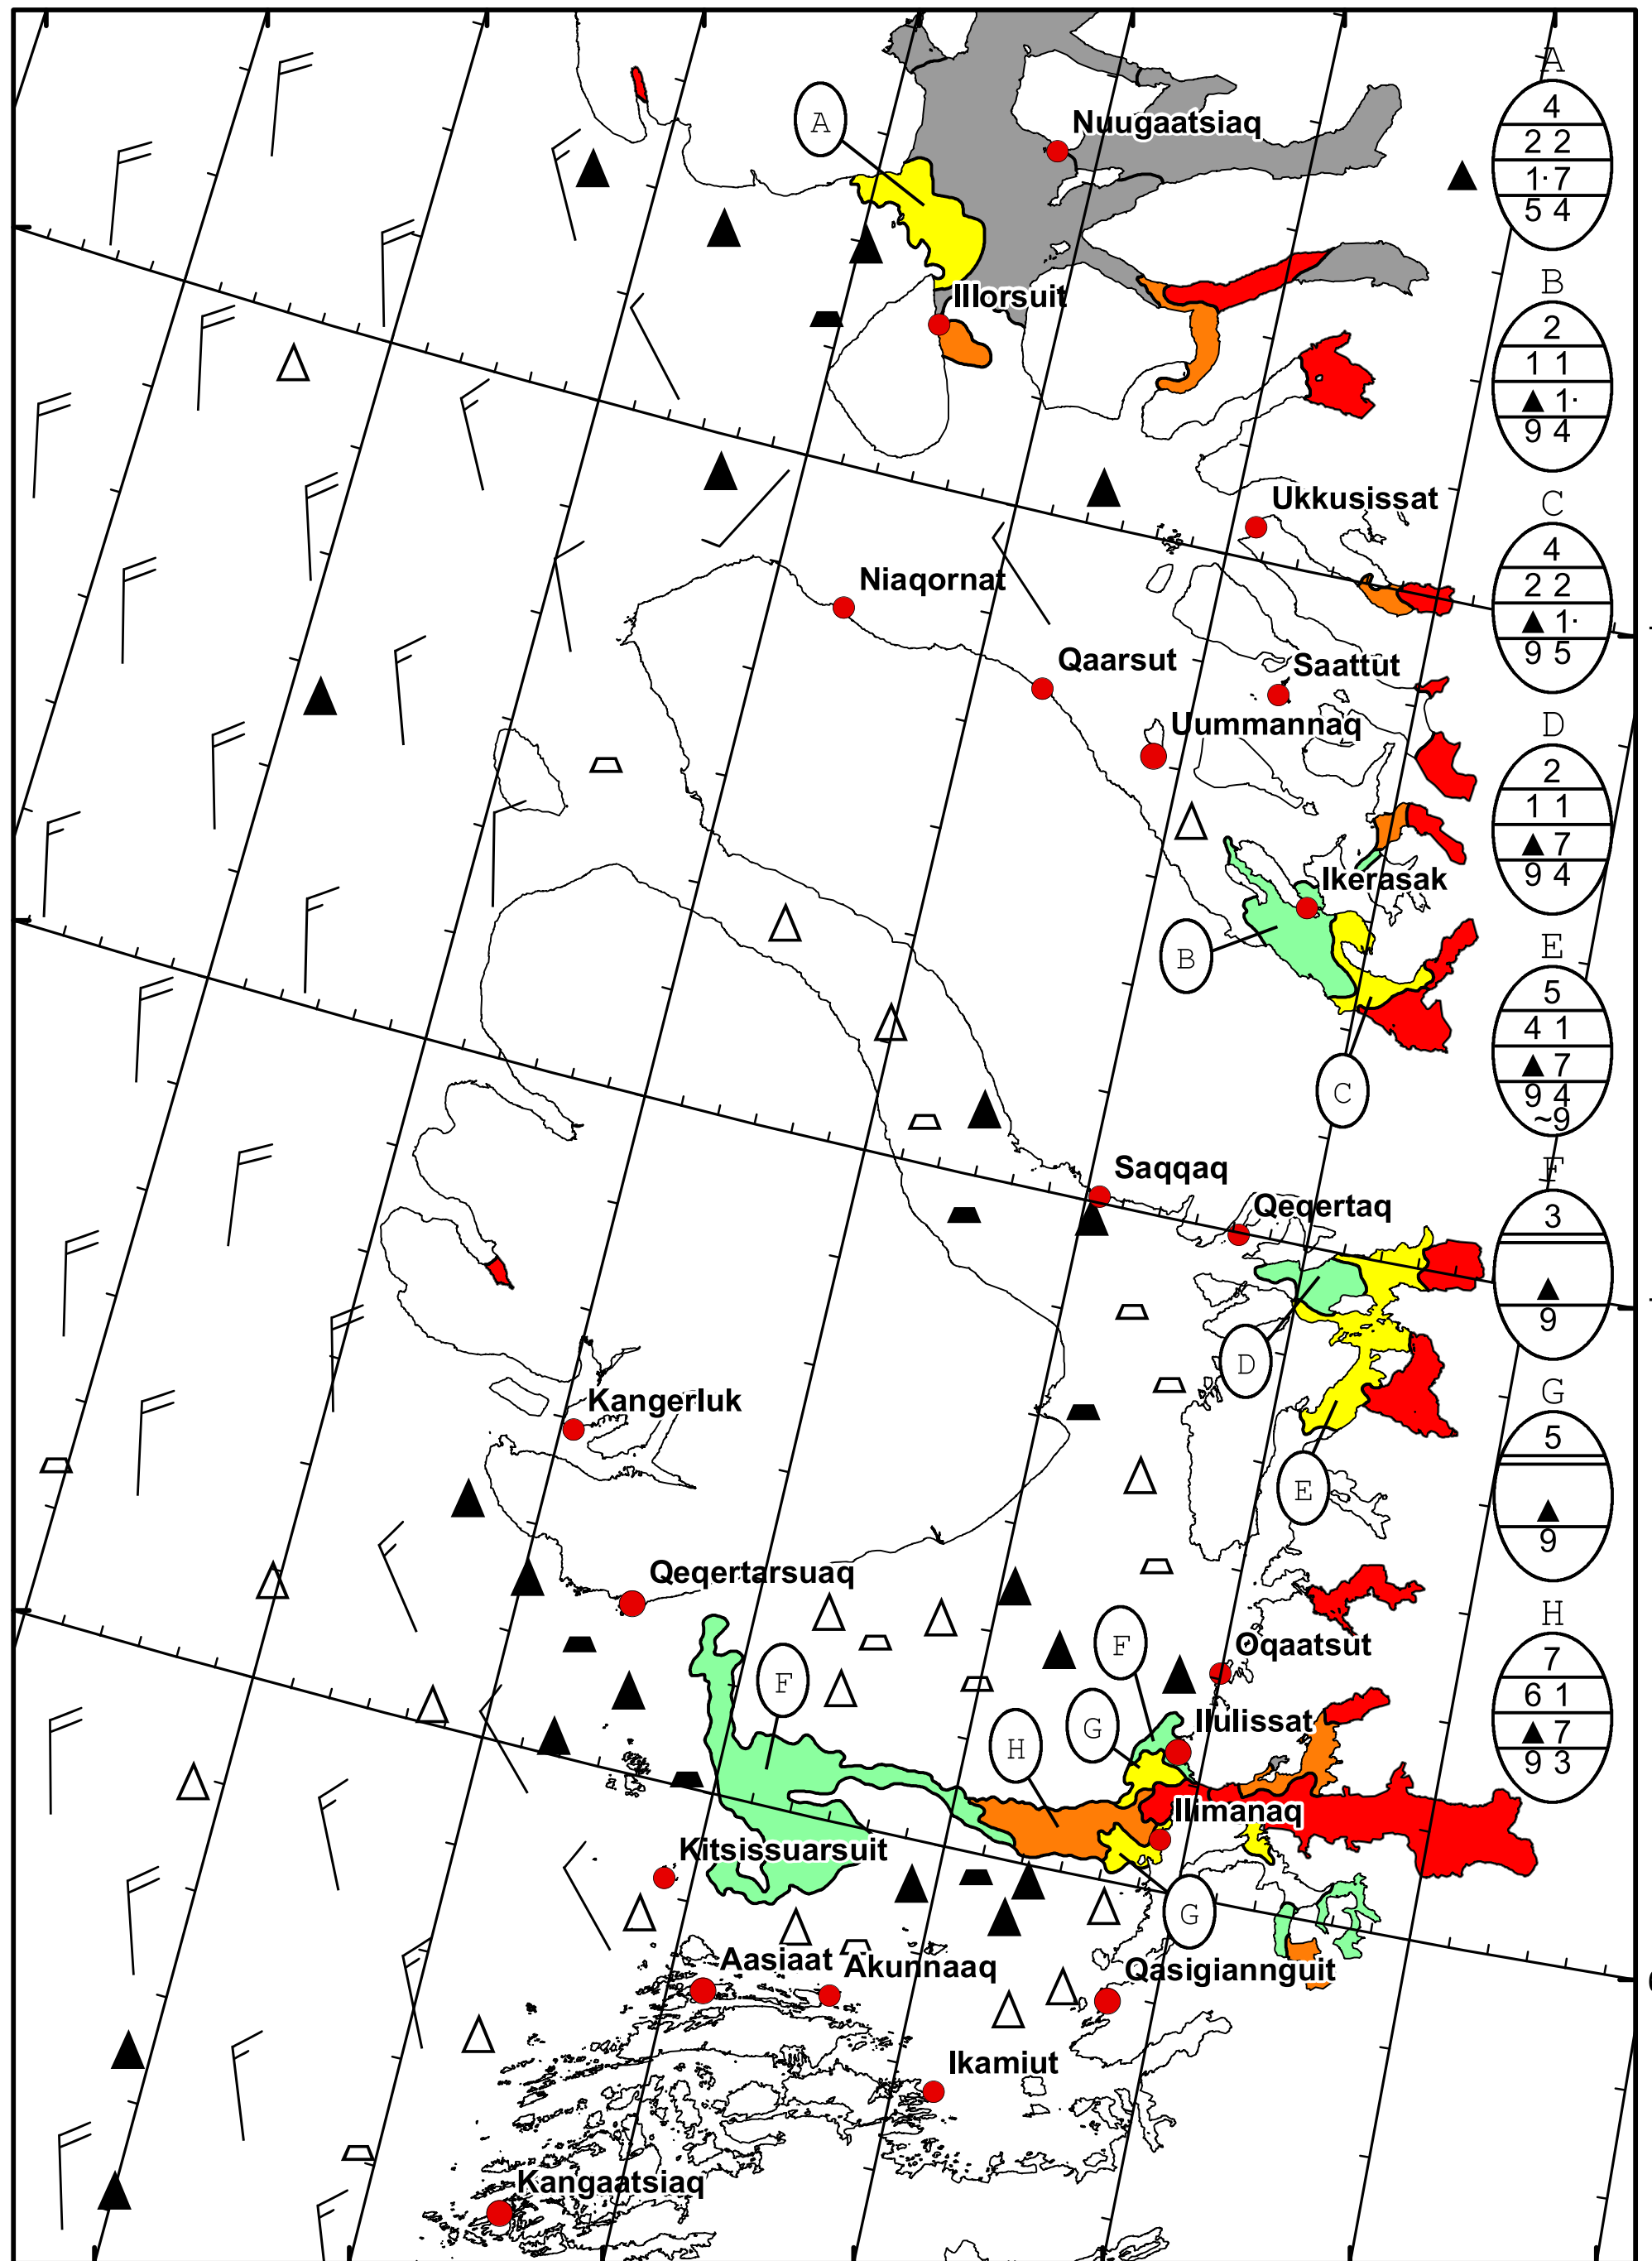 A
4
2 2
1· 7
5 4
A
Nuugaatsiaq
B
2
1 1
▲ 1·
9 4
Illorsuit
C
4
2 2
▲ 1·
9 5
Ukkusissat
Niaqornat
Qaarsut
Saattut
Uummannaq
D
2
1 1
▲ 7
9 4
Ikerasak
B
E
5
4 1
▲ 7
9 4
~9
C
Saqqaq
Qeqertaq
F
3
▲
9
D
Kangerluk
G
5
▲
9
E
Qeqertarsuaq
H
7
6 1
▲ 7
9 3
F
F
Oqaatsut
G
Ilulissat
H
Ilimanaq
Kitsissuarsuit
G
Aasiaat
Akunnaaq
Qasigiannguit
Ikamiut
Kangaatsiaq